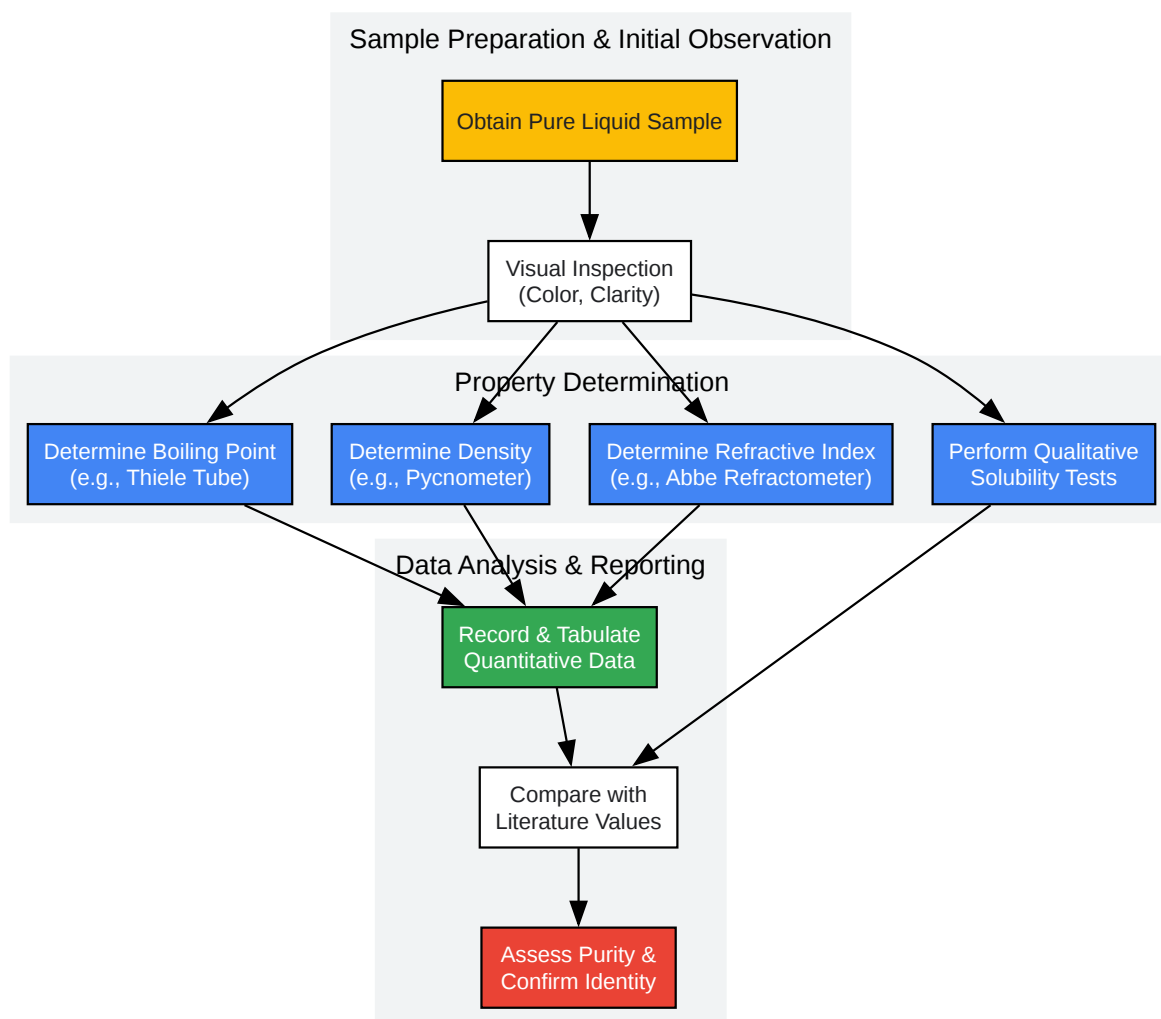 Sample Preparation & Initial Observation
Obtain Pure Liquid Sample
Visual Inspection
(Color, Clarity)
Property Determination
Determine Boiling Point
(e.g., Thiele Tube)
Determine Density
(e.g., Pycnometer)
Determine Refractive Index
(e.g., Abbe Refractometer)
Perform Qualitative
Solubility Tests
Data Analysis & Reporting
Record & Tabulate
Quantitative Data
Compare with
Literature Values
Assess Purity &
Confirm Identity